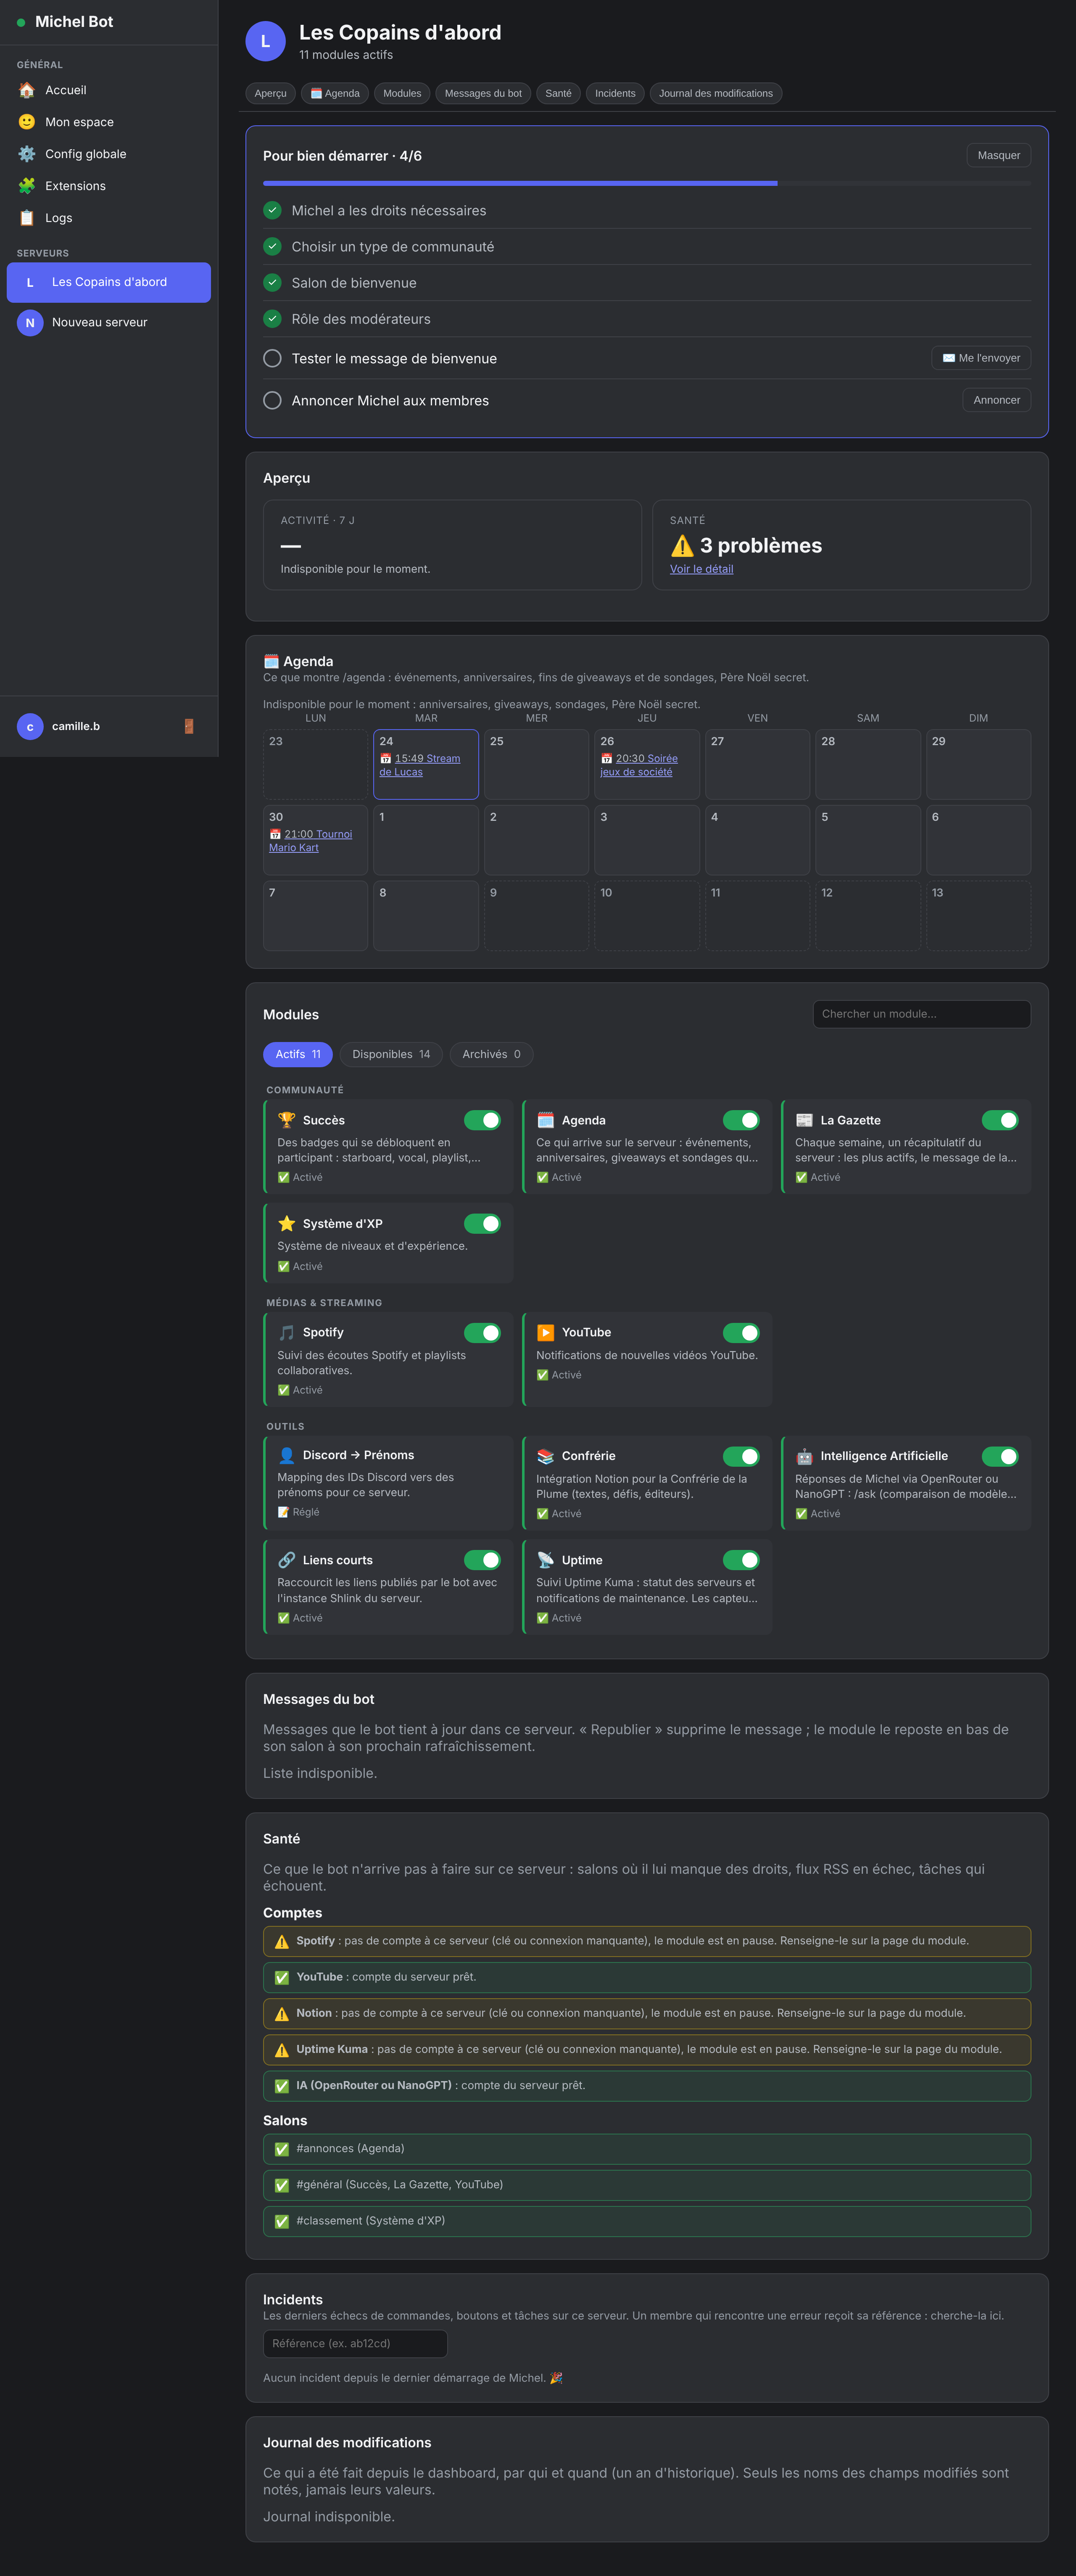 Michel Bot
GÉNÉRAL
Accueil
Mon espace
Config globale
Extensions
Logs
SERVEURS
L Les Copains d'abord
N Nouveau serveur
c camille.b
L
Les Copains d'abord
11 modules actifs
Aperçu
Agenda
Modules
Messages du bot
Santé
Incidents
Journal des modifications
Pour bien démarrer · 4/6
Masquer
Michel a les droits nécessaires
Choisir un type de communauté
Salon de bienvenue
Rôle des modérateurs
Tester le message de bienvenue
Me l'envoyer
Annoncer Michel aux membres
Annoncer
Aperçu
ACTIVITÉ · 7 J
—
Indisponible pour le moment.
SANTÉ
3 problèmes
Voir le détail
Agenda
Ce que montre /agenda : événements, anniversaires, fins de giveaways et de sondages, Père Noël secret.
Indisponible pour le moment : anniversaires, giveaways, sondages, Père Noël secret.
LUN MAR MER JEU VEN SAM DIM
23
24
15:49 Stream
de Lucas
25
26
20:30 Soirée
jeux de société
27
28
29
30
21:00 Tournoi
Mario Kart
1
2
3
4
5
6
7
8
9
10
11
12
13
Modules
Chercher un module…
Actifs 11
Disponibles 14
Archivés 0
COMMUNAUTÉ
Succès
Des badges qui se débloquent en
participant : starboard, vocal, playlist,…
✅ Activé
Agenda
Ce qui arrive sur le serveur : événements,
anniversaires, giveaways et sondages qu…
✅ Activé
La Gazette
Chaque semaine, un récapitulatif du
serveur : les plus actifs, le message de la…
✅ Activé
Système d'XP
Système de niveaux et d'expérience.
✅ Activé
MÉDIAS & STREAMING
Spotify
Suivi des écoutes Spotify et playlists
collaboratives.
✅ Activé
YouTube
Notifications de nouvelles vidéos YouTube.
✅ Activé
OUTILS
Discord → Prénoms
Mapping des IDs Discord vers des
prénoms pour ce serveur.
Réglé
Confrérie
Intégration Notion pour la Confrérie de la
Plume (textes, défis, éditeurs).
✅ Activé
Intelligence Artificielle
Réponses de Michel via OpenRouter ou
NanoGPT : /ask (comparaison de modèle…
✅ Activé
Liens courts
Raccourcit les liens publiés par le bot avec
l'instance Shlink du serveur.
✅ Activé
Uptime
Suivi Uptime Kuma : statut des serveurs et
notifications de maintenance. Les capteu…
✅ Activé
Messages du bot
Messages que le bot tient à jour dans ce serveur. « Republier » supprime le message ; le module le reposte en bas de
son salon à son prochain rafraîchissement.
Liste indisponible.
Santé
Ce que le bot n'arrive pas à faire sur ce serveur : salons où il lui manque des droits, flux RSS en échec, tâches qui
échouent.
Comptes
Spotify : pas de compte à ce serveur (clé ou connexion manquante), le module est en pause. Renseigne-le sur la page du module.
YouTube : compte du serveur prêt.
Notion : pas de compte à ce serveur (clé ou connexion manquante), le module est en pause. Renseigne-le sur la page du module.
Uptime Kuma : pas de compte à ce serveur (clé ou connexion manquante), le module est en pause. Renseigne-le sur la page du module.
IA (OpenRouter ou NanoGPT) : compte du serveur prêt.
Salons
#annonces (Agenda)
#général (Succès, La Gazette, YouTube)
#classement (Système d'XP)
Incidents
Les derniers échecs de commandes, boutons et tâches sur ce serveur. Un membre qui rencontre une erreur reçoit sa référence : cherche-la ici.
Référence (ex. ab12cd)
Aucun incident depuis le dernier démarrage de Michel. 🎉
Journal des modifications
Ce qui a été fait depuis le dashboard, par qui et quand (un an d'historique). Seuls les noms des champs modifiés sont
notés, jamais leurs valeurs.
Journal indisponible.